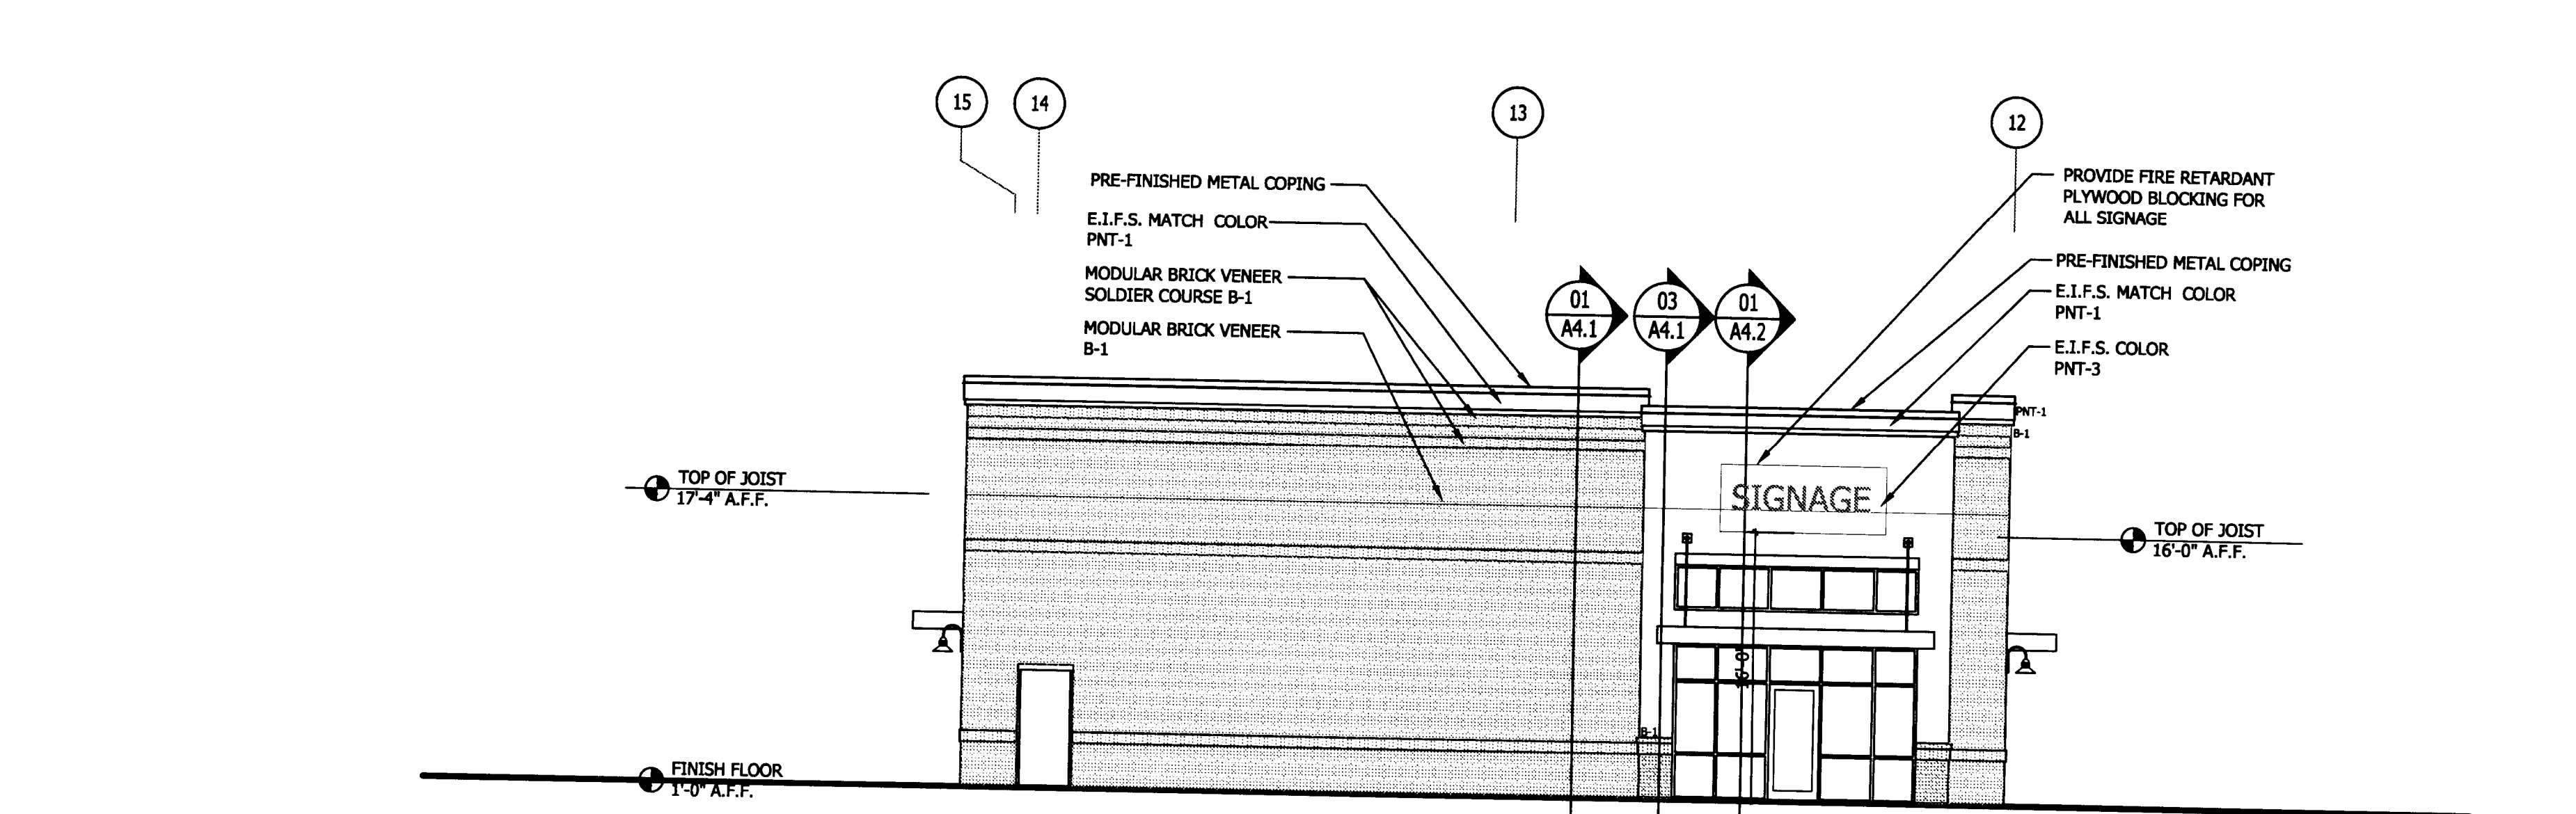 15
14
13
12
PRE-FINISHED METAL COPING
E.I.F.S. MATCH COLOR
PNT-1
MODULAR BRICK VENEER
SOLDIER COURSE B-1
MODULAR BRICK VENEER
B-1
PROVIDE FIRE RETARDANT
PLYWOOD BLOCKING FOR
ALL SIGNAGE
PRE-FINISHED METAL COPING
E.I.F.S. MATCH COLOR
PNT-1
E.I.F.S. COLOR
PNT-3
01
A4.1
03
A4.1
01
A4.2
PNT-1
B-1
SIGNAGE
TOP OF JOIST
17'-4" A.F.F.
TOP OF JOIST
16'-0" A.F.F.
16'-0"
B-1
FINISH FLOOR
1'-0" A.F.F.